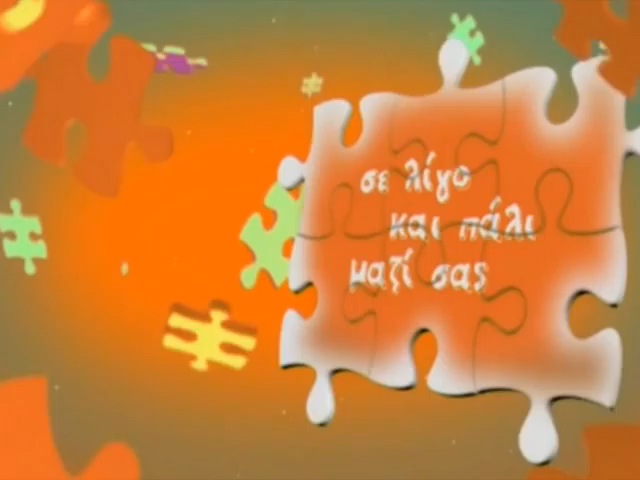 σε λίγο
και πάλι
μαζί σας